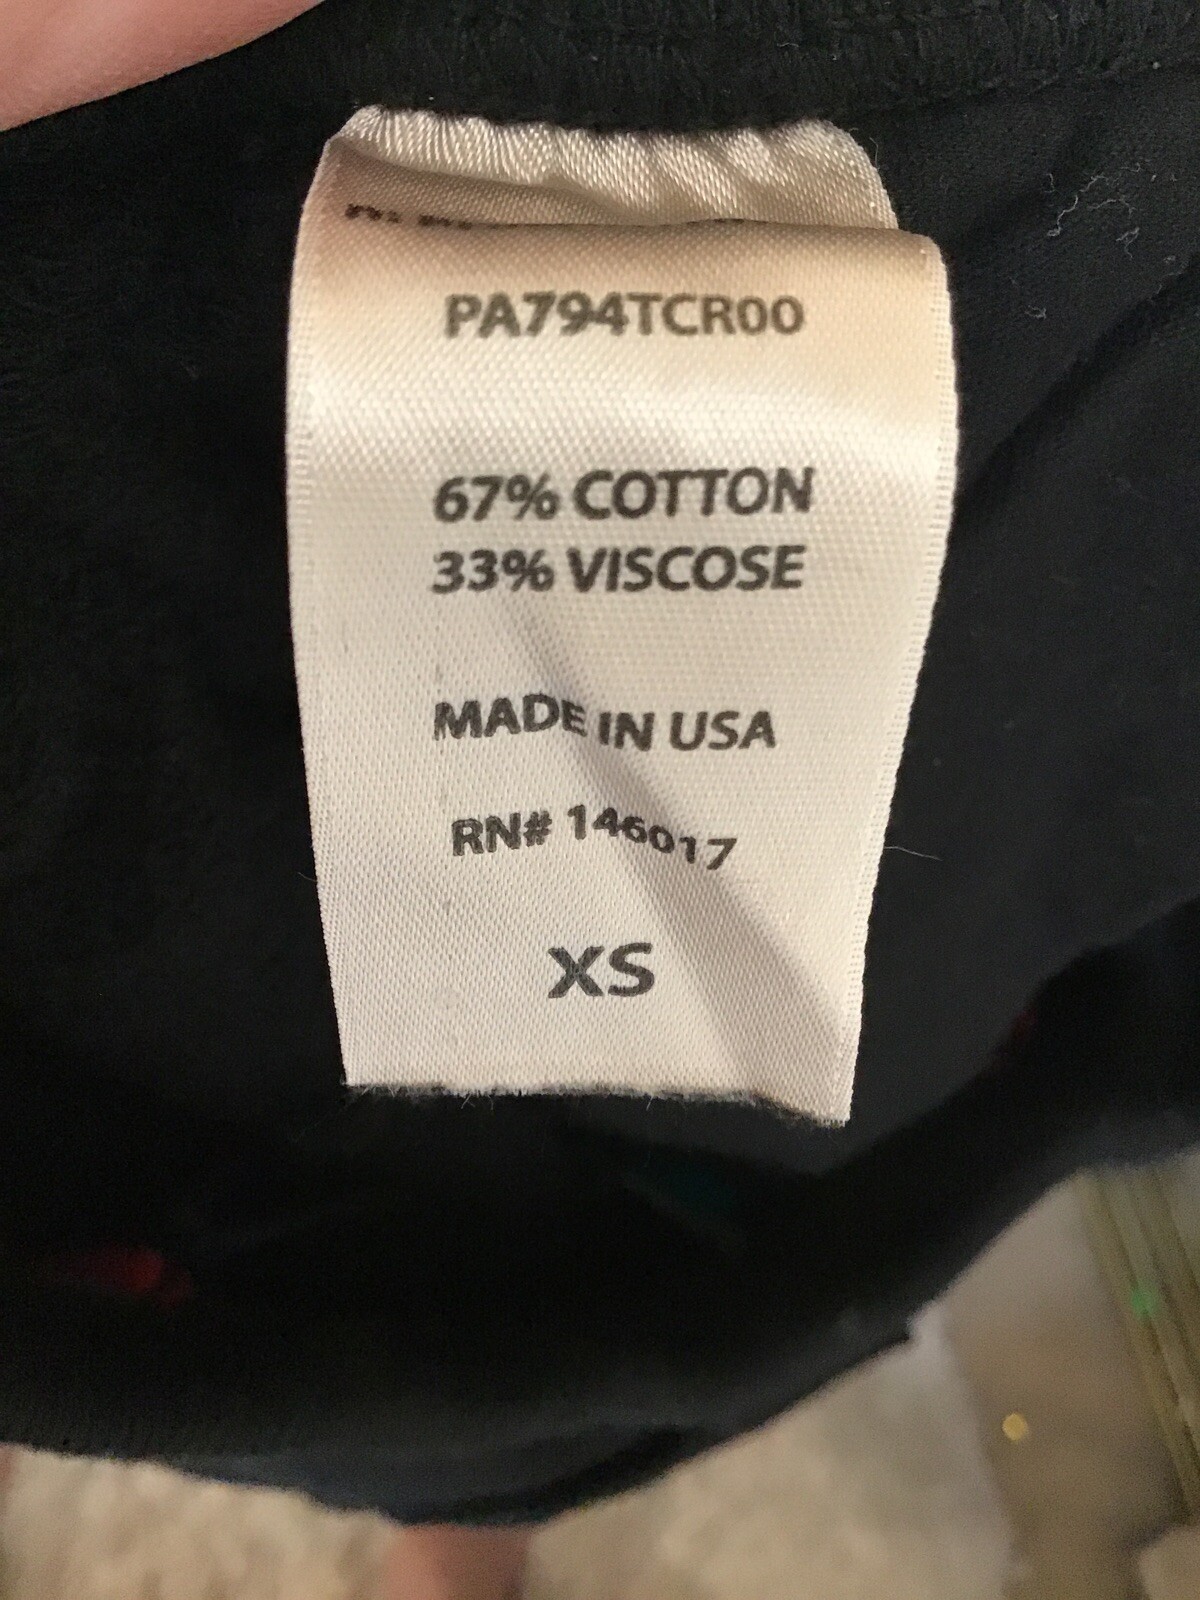 PA794TCR00
67% COTTON
33% VISCOSE
MADE IN USA
RN# 146017
XS